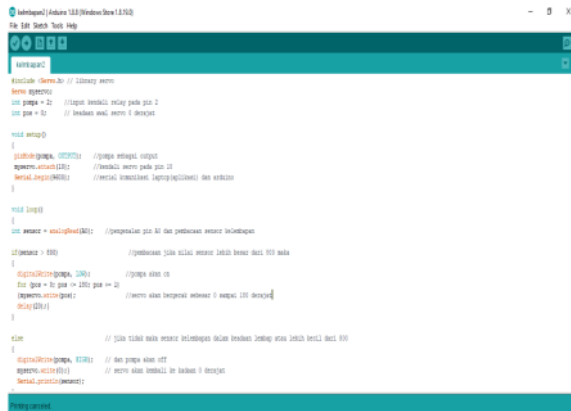 kelmbapan2 | Arduino 1.8.8 (Windows Store 1.8.19.0)
File Edit Sketch Tools Help
kelmbapan2
#include <Servo.h> // library servo
Servo myservo;
int pompa = 2; //input kendali relay pada pin 2
int pos = 0; // keadaan awal servo 0 derajat
void setup()
{
pinMode(pompa, OUTPUT); //pompa sebagai output
myservo.attach(10); //kendali servo pada pin 10
Serial.begin(9600); //serial komunikasi laptop(aplikasi) dan arduino
}
void loop()
{
int sensor = analogRead(A0); //pengenalan pin A0 dan pembacaan sensor kelembapan
if(sensor > 800) //pembacaan jika nilai sensor lebih besar dari 800 maka
{
digitalWrite(pompa, LOW); //pompa akan on
for (pos = 0; pos <= 180; pos += 2)
{myservo.write(pos); //servo akan bergerak sebesar 0 sampai 180 derajat
delay(10);}
}
else // jika tidak maka sensor kelembapan dalam keadaan lembap atau lebih kecil dari 800
{
digitalWrite(pompa, HIGH); // dan pompa akan off
myservo.write(0); // servo akan kembali ke kadaan 0 derajat
Serial.println(sensor);
Printing canceled.